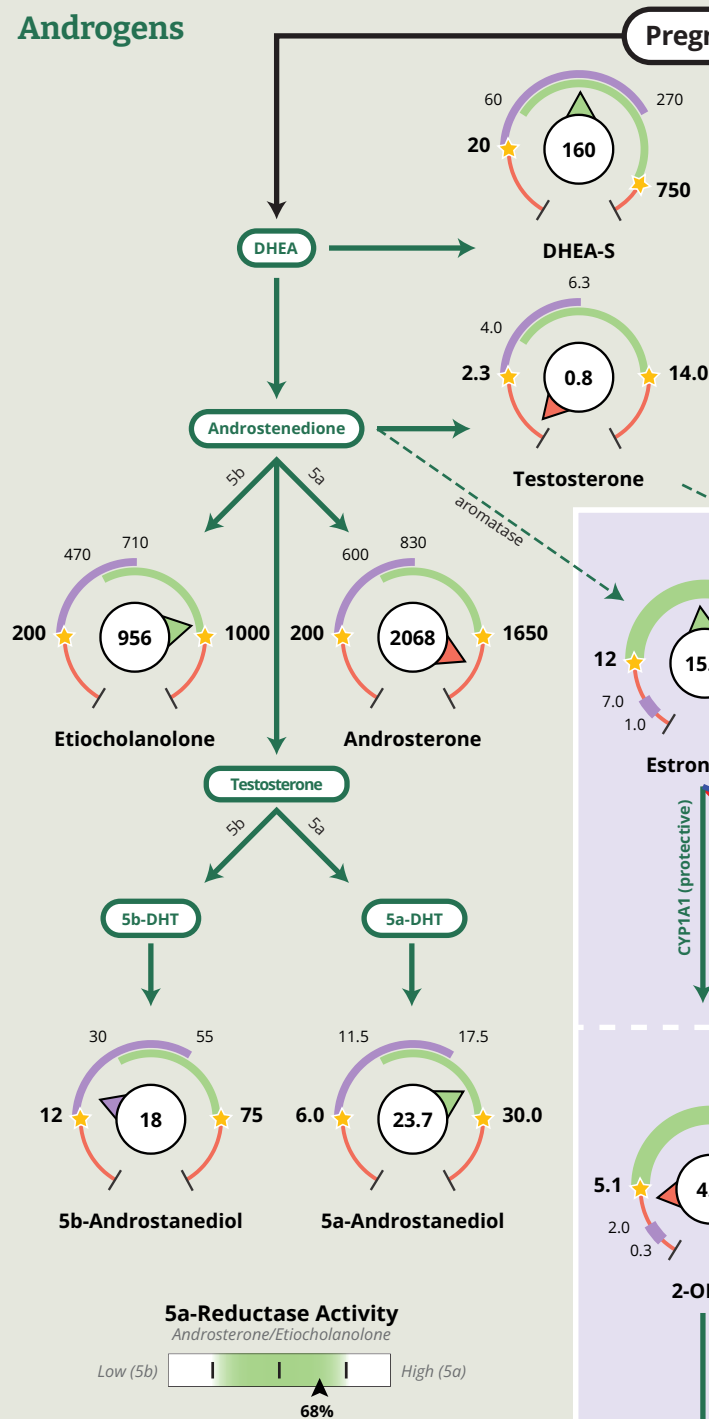 Androgens
Pregn
60
270
20
160
750
DHEA-S
DHEA
6.3
4.0
2.3
0.8
14.0
Testosterone
Androstenedione
5b
5a
aromatase
470
710
200
956
1000
Etiocholanolone
600
830
200
2068
1650
Androsterone
12
15.
7.0
1.0
Estron
CYP1A1 (protective)
Testosterone
5b
5a
5b-DHT
5a-DHT
30
55
12
18
75
5b-Androstanediol
11.5
17.5
6.0
23.7
30.0
5a-Androstanediol
5.1
4.
2.0
0.3
2-OH
5a-Reductase Activity
Androsterone/Etiocholanolone
Low (5b)
High (5a)
68%